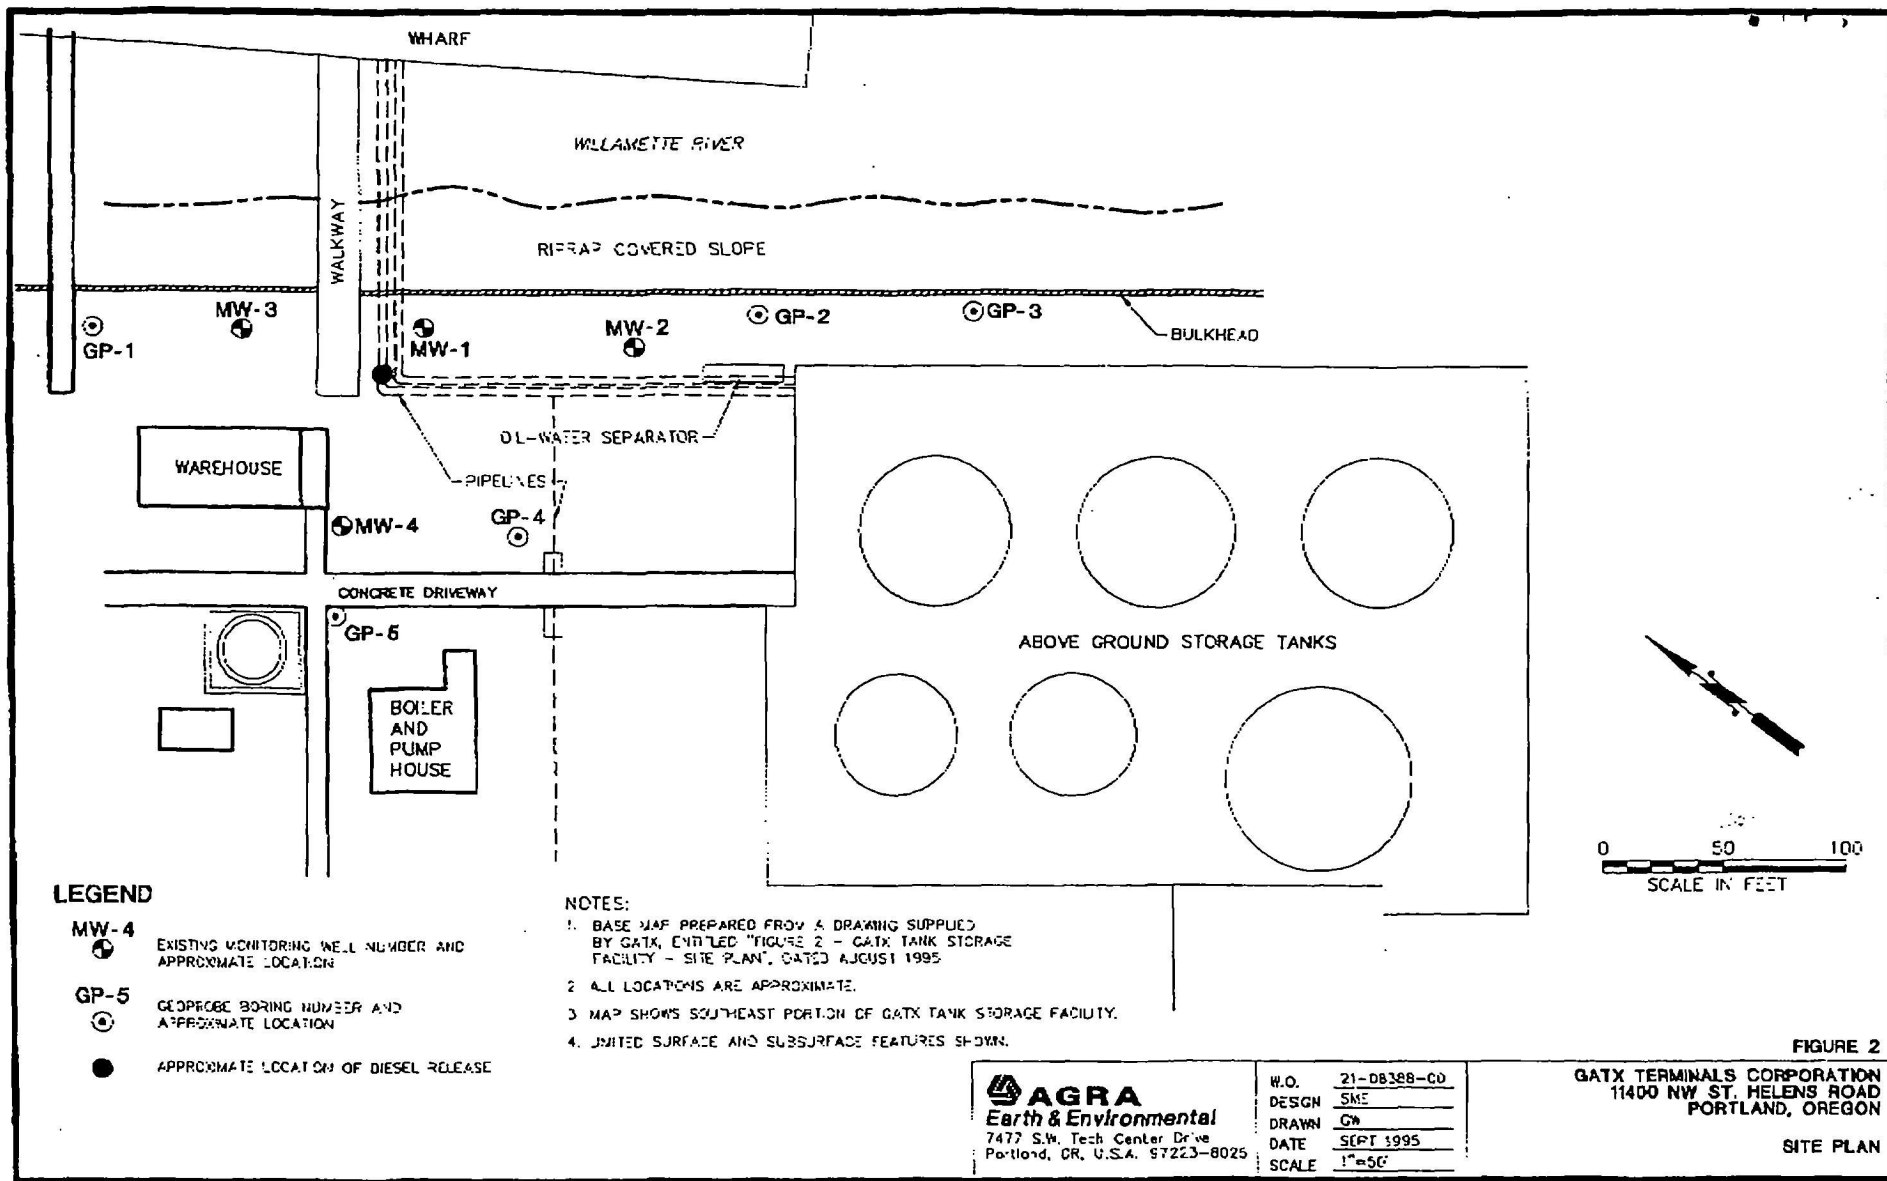 WHARF
WILLAMETTE RIVER
WALKWAY
RIPRAP COVERED SLOPE
MW-3
GP-1
MW-1
MW-2
GP-2
GP-3
BULKHEAD
OIL-WATER SEPARATOR
WAREHOUSE
PIPELINES
MW-4
GP-4
CONCRETE DRIVEWAY
GP-5
ABOVE GROUND STORAGE TANKS
BOILER
AND
PUMP
HOUSE
0 50 100
SCALE IN FEET
LEGEND
MW-4
EXISTING MONITORING WELL NUMBER AND
APPROXIMATE LOCATION
GP-5
GEOPROBE BORING NUMBER AND
APPROXIMATE LOCATION
APPROXIMATE LOCATION OF DIESEL RELEASE
NOTES:
1. BASE MAP PREPARED FROM A DRAWING SUPPLIED
BY GATX, ENTITLED "FIGURE 2 - GATX TANK STORAGE
FACILITY - SITE PLAN", DATED AUGUST 1995
2 ALL LOCATIONS ARE APPROXIMATE.
3 MAP SHOWS SOUTHEAST PORTION OF GATX TANK STORAGE FACILITY.
4. LIMITED SURFACE AND SUBSURFACE FEATURES SHOWN.
AGRA
Earth & Environmental
7477 S.W. Tech Center Drive
Portland, OR, U.S.A. 97223-8025
W.O.
DESIGN SME
DRAWN GW
DATE SEPT 1995
SCALE 1"=50'
FIGURE 2
GATX TERMINALS CORPORATION
11400 NW ST. HELENS ROAD
PORTLAND, OREGON
SITE PLAN